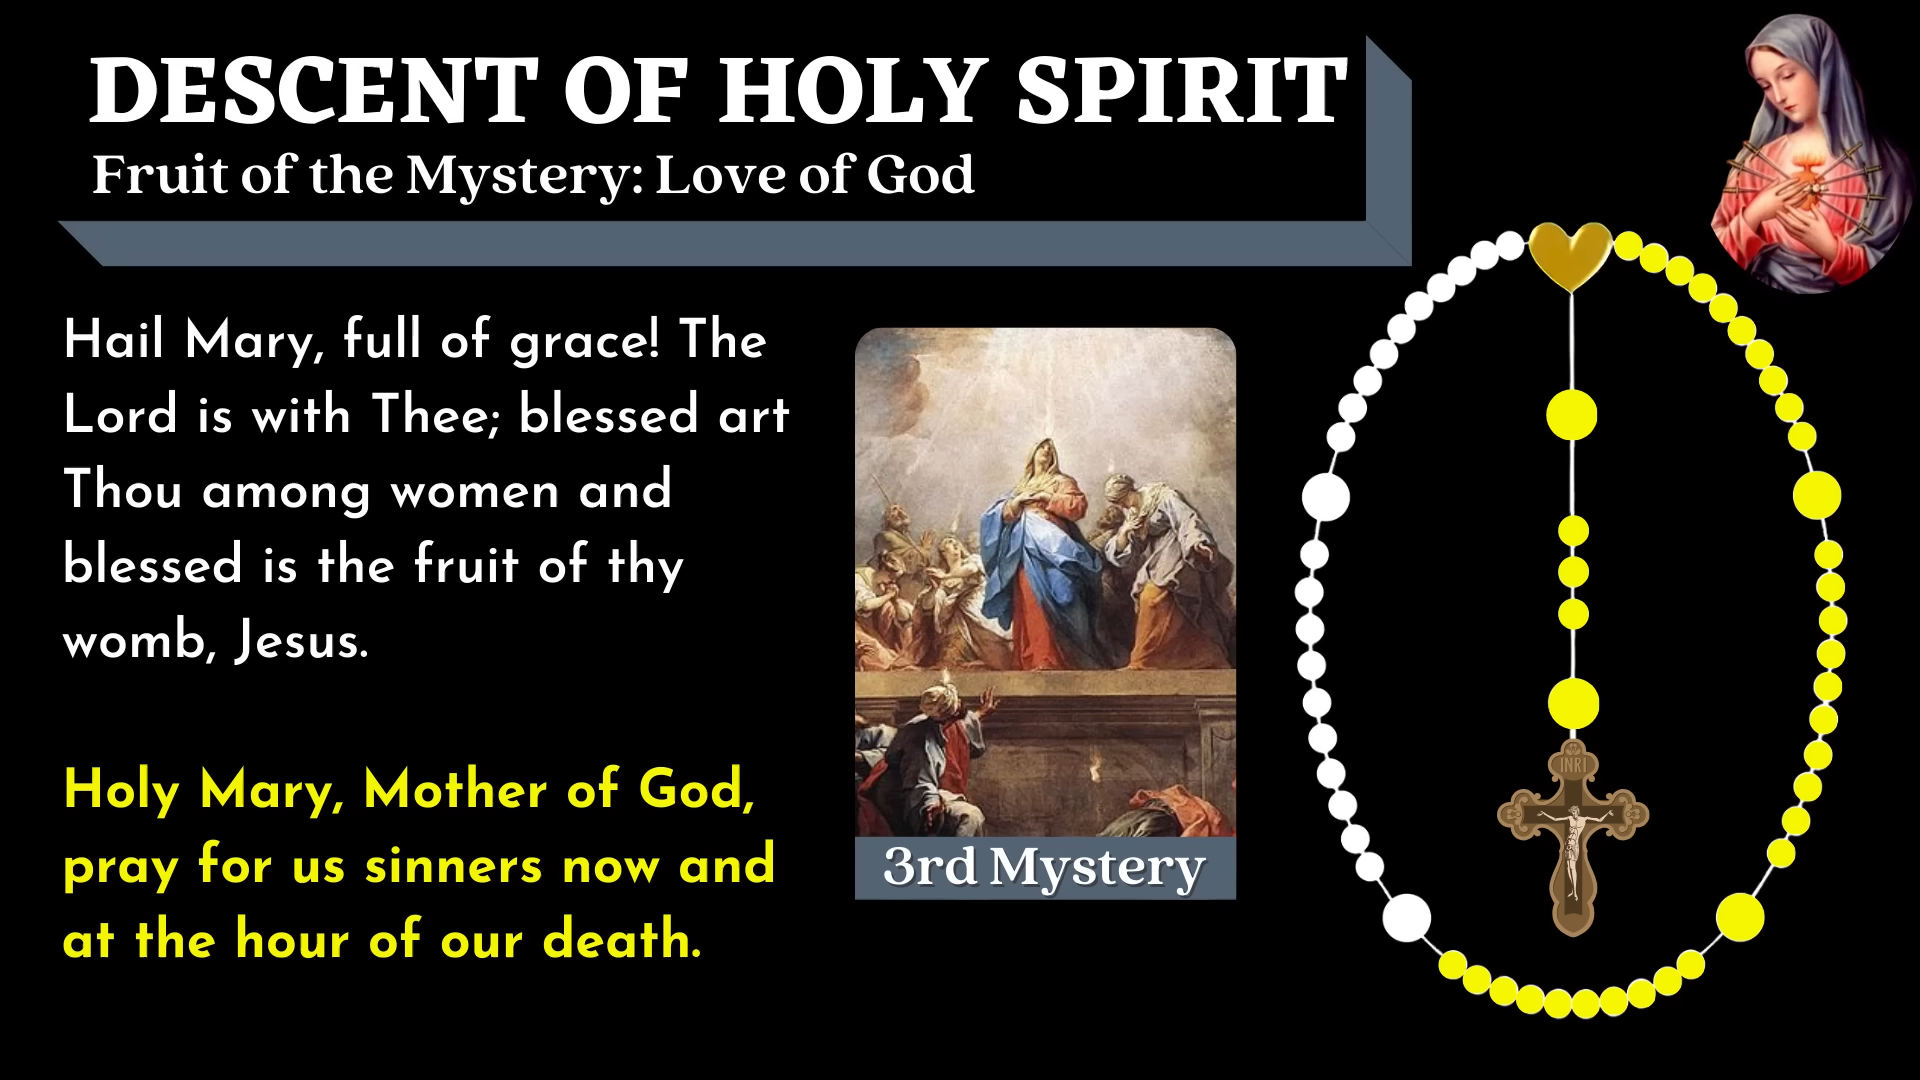 DESCENT OF HOLY SPIRIT
Fruit of the Mystery: Love of God
Hail Mary, full of grace! The
Lord is with Thee; blessed art
Thou among women and
blessed is the fruit of thy
womb, Jesus.
Holy Mary, Mother of God,
pray for us sinners now and
at the hour of our death.
3rd Mystery
INRI